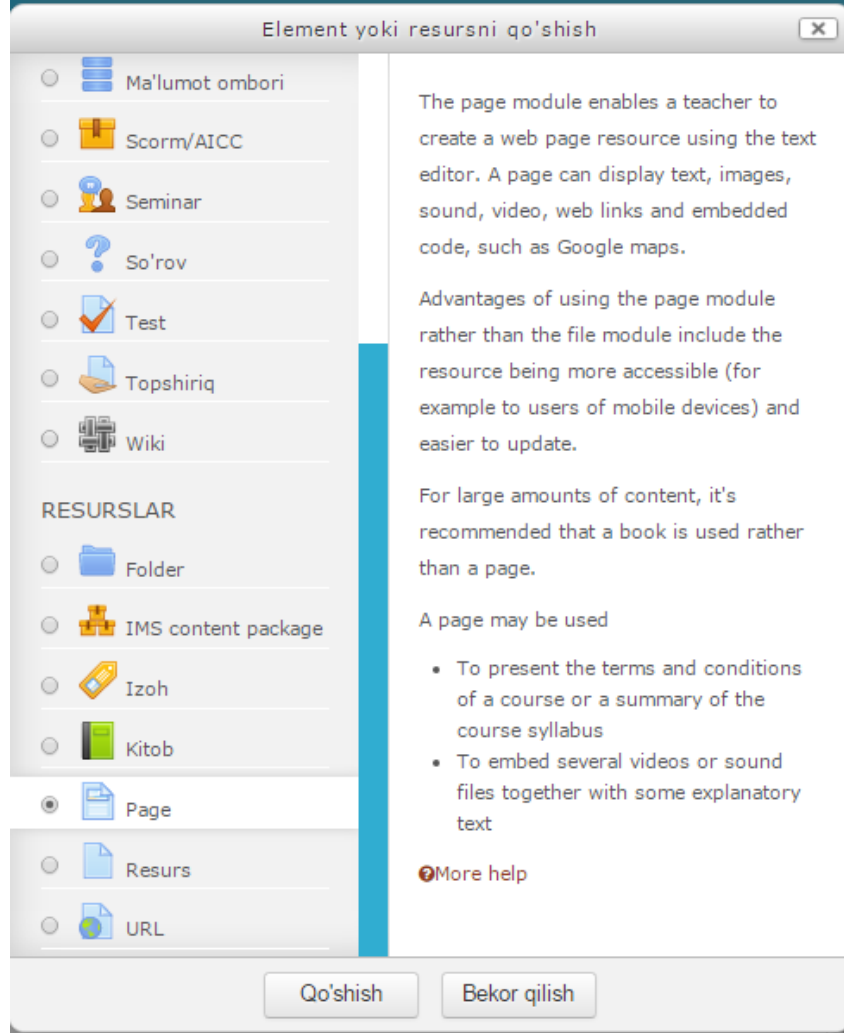 Element yoki resursni qo'shish
Ma'lumot ombori
Scorm/AICC
Seminar
So'rov
Test
Topshiriq
Wiki
RESURSLAR
Folder
IMS content package
Izoh
Kitob
Page
Resurs
URL
The page module enables a teacher to
create a web page resource using the text
editor. A page can display text, images,
sound, video, web links and embedded
code, such as Google maps.
Advantages of using the page module
rather than the file module include the
resource being more accessible (for
example to users of mobile devices) and
easier to update.
For large amounts of content, it's
recommended that a book is used rather
than a page.
A page may be used
• To present the terms and conditions
of a course or a summary of the
course syllabus
• To embed several videos or sound
files together with some explanatory
text
More help
Qo'shish
Bekor qilish